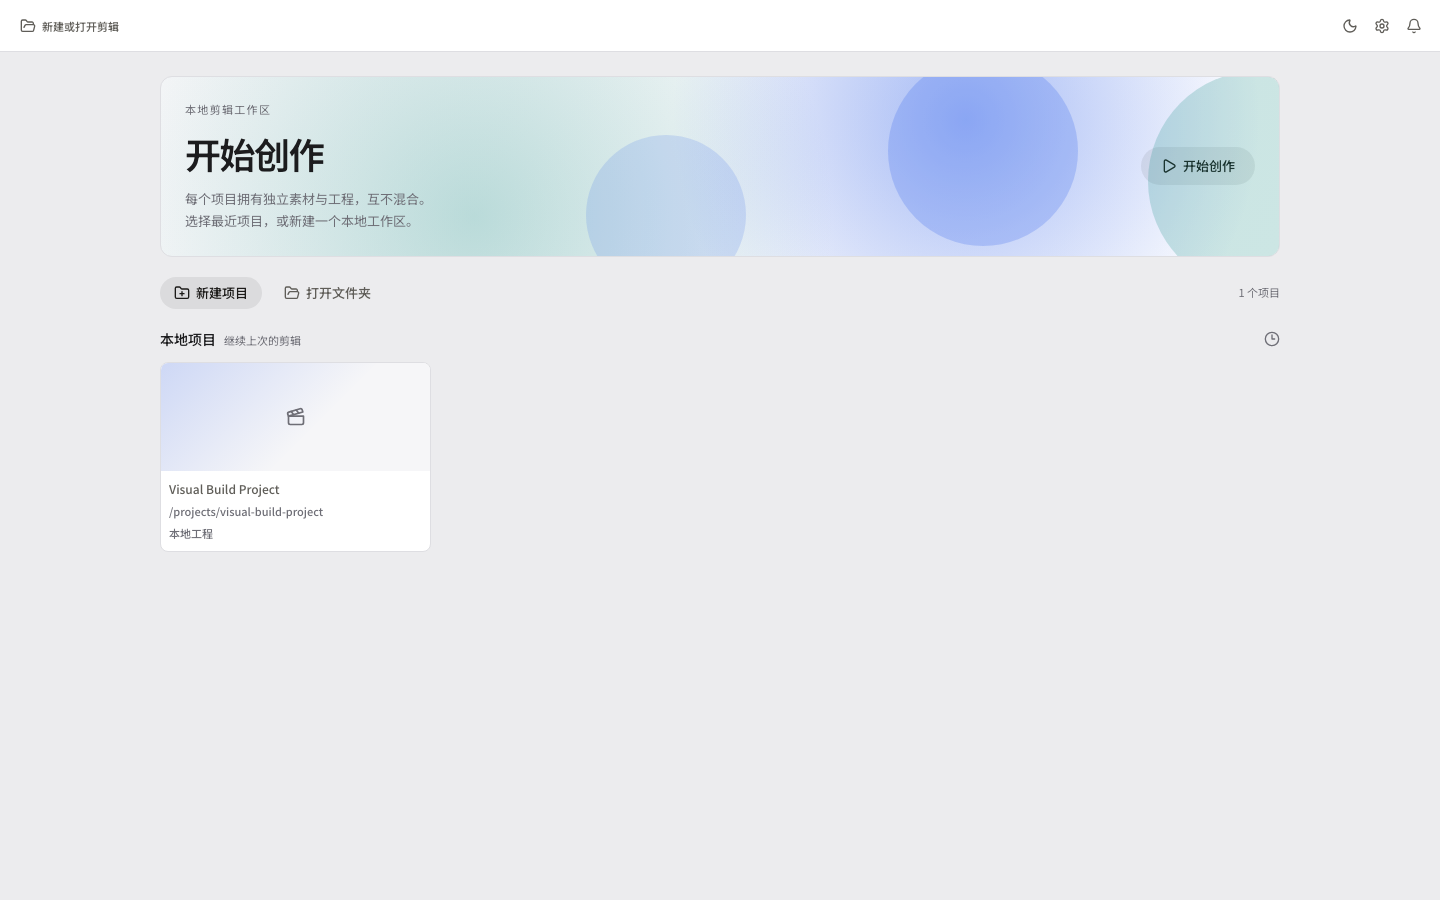 新建或打开剪辑
本地剪辑工作区
开始创作
每个项目拥有独立素材与工程，互不混合。
选择最近项目，或新建一个本地工作区。
开始创作
新建项目
打开文件夹
1 个项目
本地项目
继续上次的剪辑
Visual Build Project
/projects/visual-build-project
本地工程